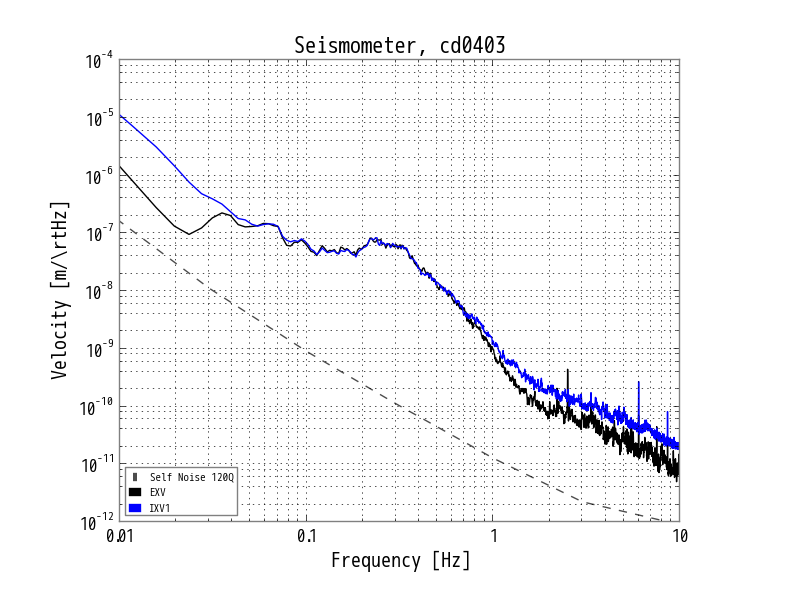 Seismometer, cd0403
10^-4
10^-5
10^-6
10^-7
10^-8
10^-9
10^-10
10^-11
10^-12
Velocity [m/\rtHz]
Self Noise 120Q
EXV
IXV1
0.01 0.1 1 10
Frequency [Hz]